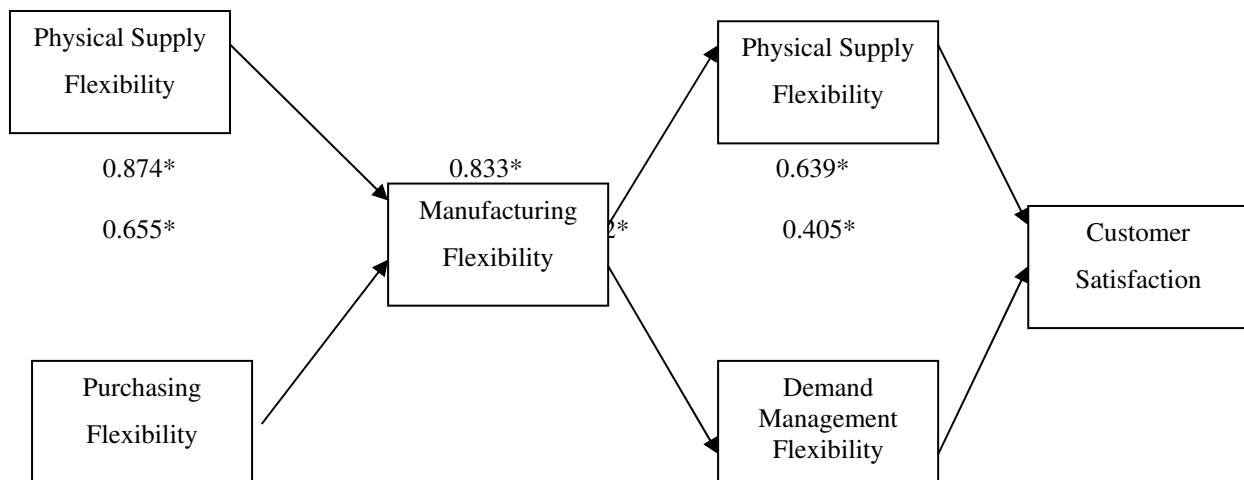 Physical Supply
Flexibility
Physical Supply
Flexibility
0.874*
0.833*
0.639*
0.655*
2*
0.405*
Manufacturing
Flexibility
Customer
Satisfaction
Purchasing
Flexibility
Demand
Management
Flexibility